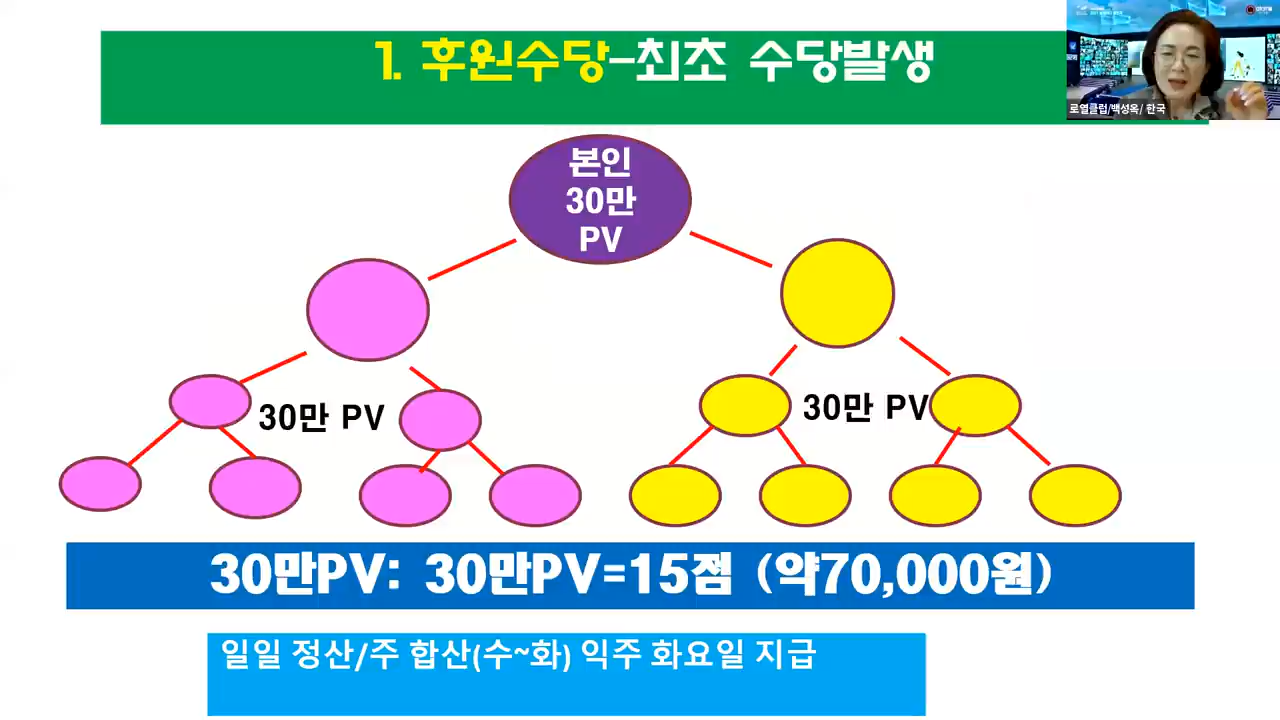 1. 후원수당-최초 수당발생
로열클럽/백성옥/ 한국
본인
30만
PV
30만 PV
30만 PV
30만PV: 30만PV=15점 (약70,000원)
일일 정산/주 합산(수~화) 익주 화요일 지급